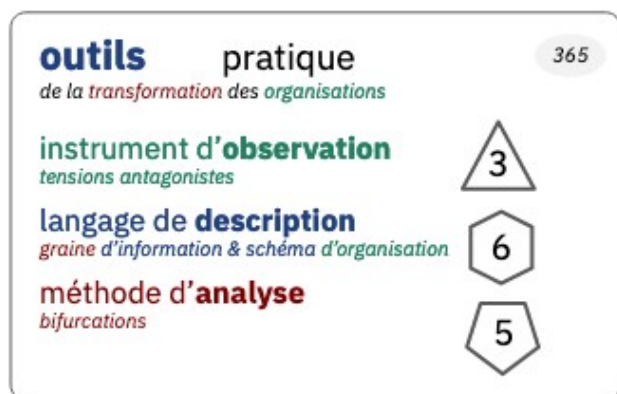 outils pratique 365
de la transformation des organisations
instrument d'observation 3
tensions antagonistes
langage de description 6
graine d'information & schéma d'organisation
méthode d'analyse 5
bifurcations